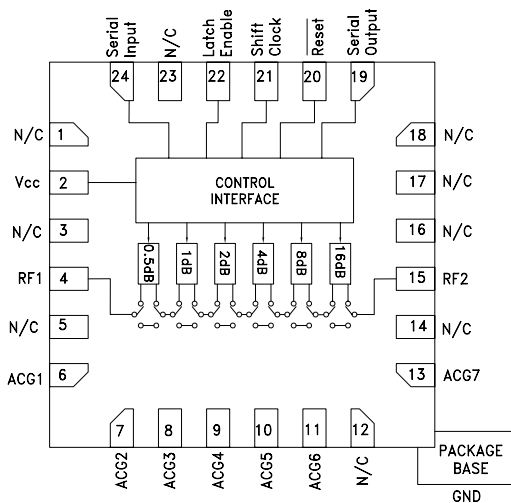 Serial Input
N/C
Latch Enable
Shift Clock
Reset
Serial Output
24
23
22
21
20
19
N/C 1
18 N/C
Vcc 2
17 N/C
CONTROL
INTERFACE
N/C 3
16 N/C
0.5dB
1dB
2dB
4dB
8dB
16dB
RF1 4
15 RF2
N/C 5
14 N/C
ACG1 6
13 ACG7
7
8
9
10
11
12
ACG2
ACG3
ACG4
ACG5
ACG6
N/C
PACKAGE
BASE
GND